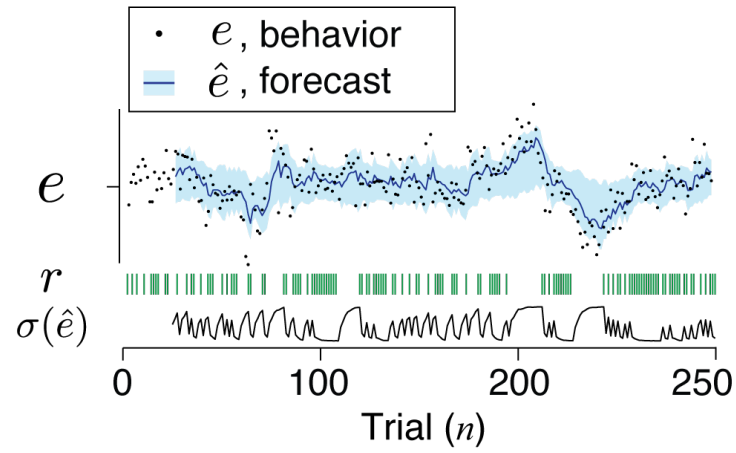 e, behavior
ê, forecast
e
r
σ(ê)
0 100 200 250
Trial (n)